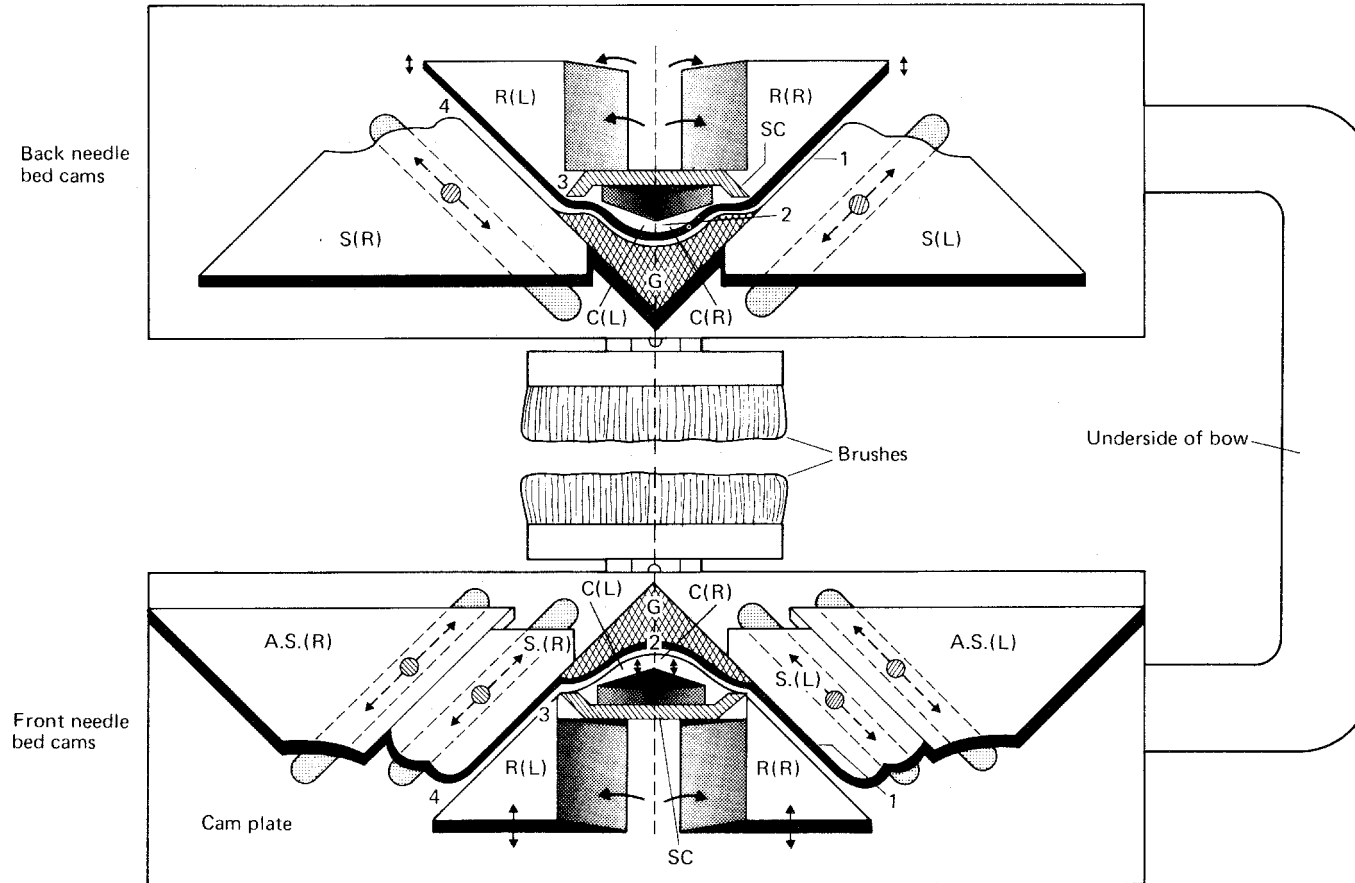 R(L)
R(R)
SC
4
1
Back needle
bed cams
3
2
S(R)
S(L)
G
C(L)
C(R)
Underside of bow
Brushes
C(L)
C(R)
G
A.S.(R)
S.(R)
2
A.S.(L)
S.(L)
Front needle
bed cams
3
R(L)
R(R)
4
1
Cam plate
SC